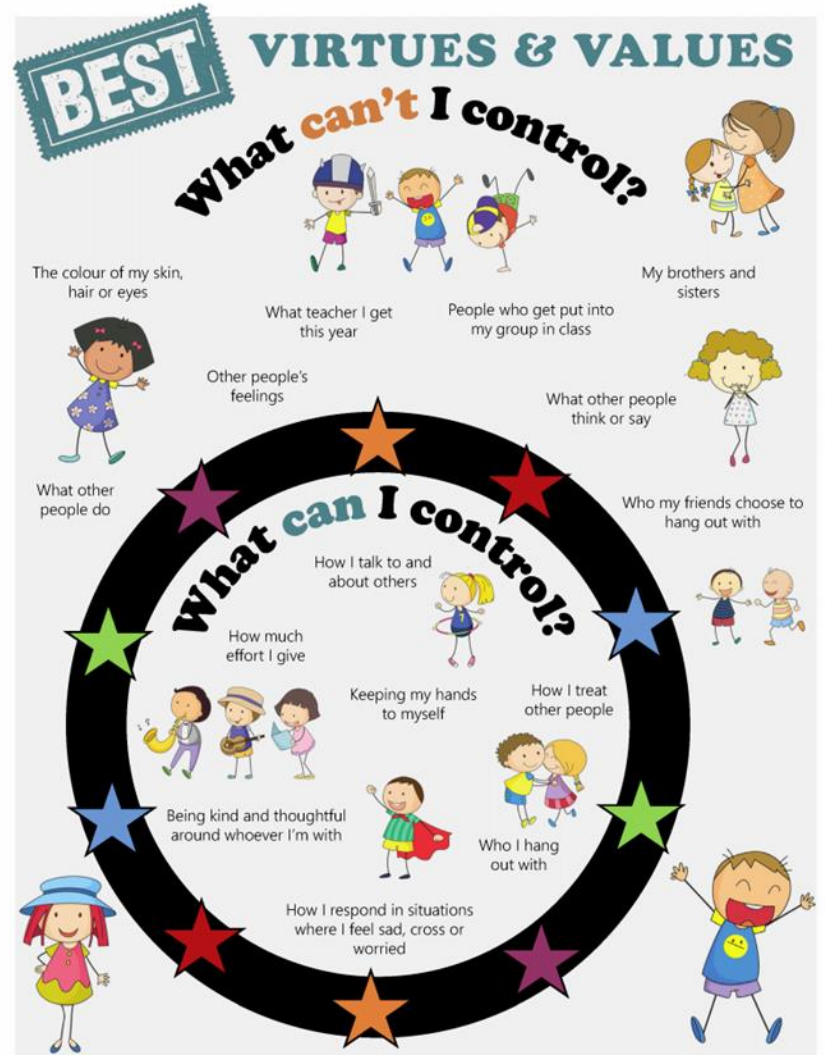 BEST
VIRTUES & VALUES
What can't I control?
The colour of my skin,
hair or eyes
What teacher I get
this year
People who get put into
my group in class
My brothers and
sisters
Other people's
feelings
What other people
think or say
What other
people do
Who my friends choose to
hang out with
What can I control?
How I talk to and
about others
How much
effort I give
Keeping my hands
to myself
How I treat
other people
Being kind and thoughtful
around whoever I'm with
Who I hang
out with
How I respond in situations
where I feel sad, cross or
worried